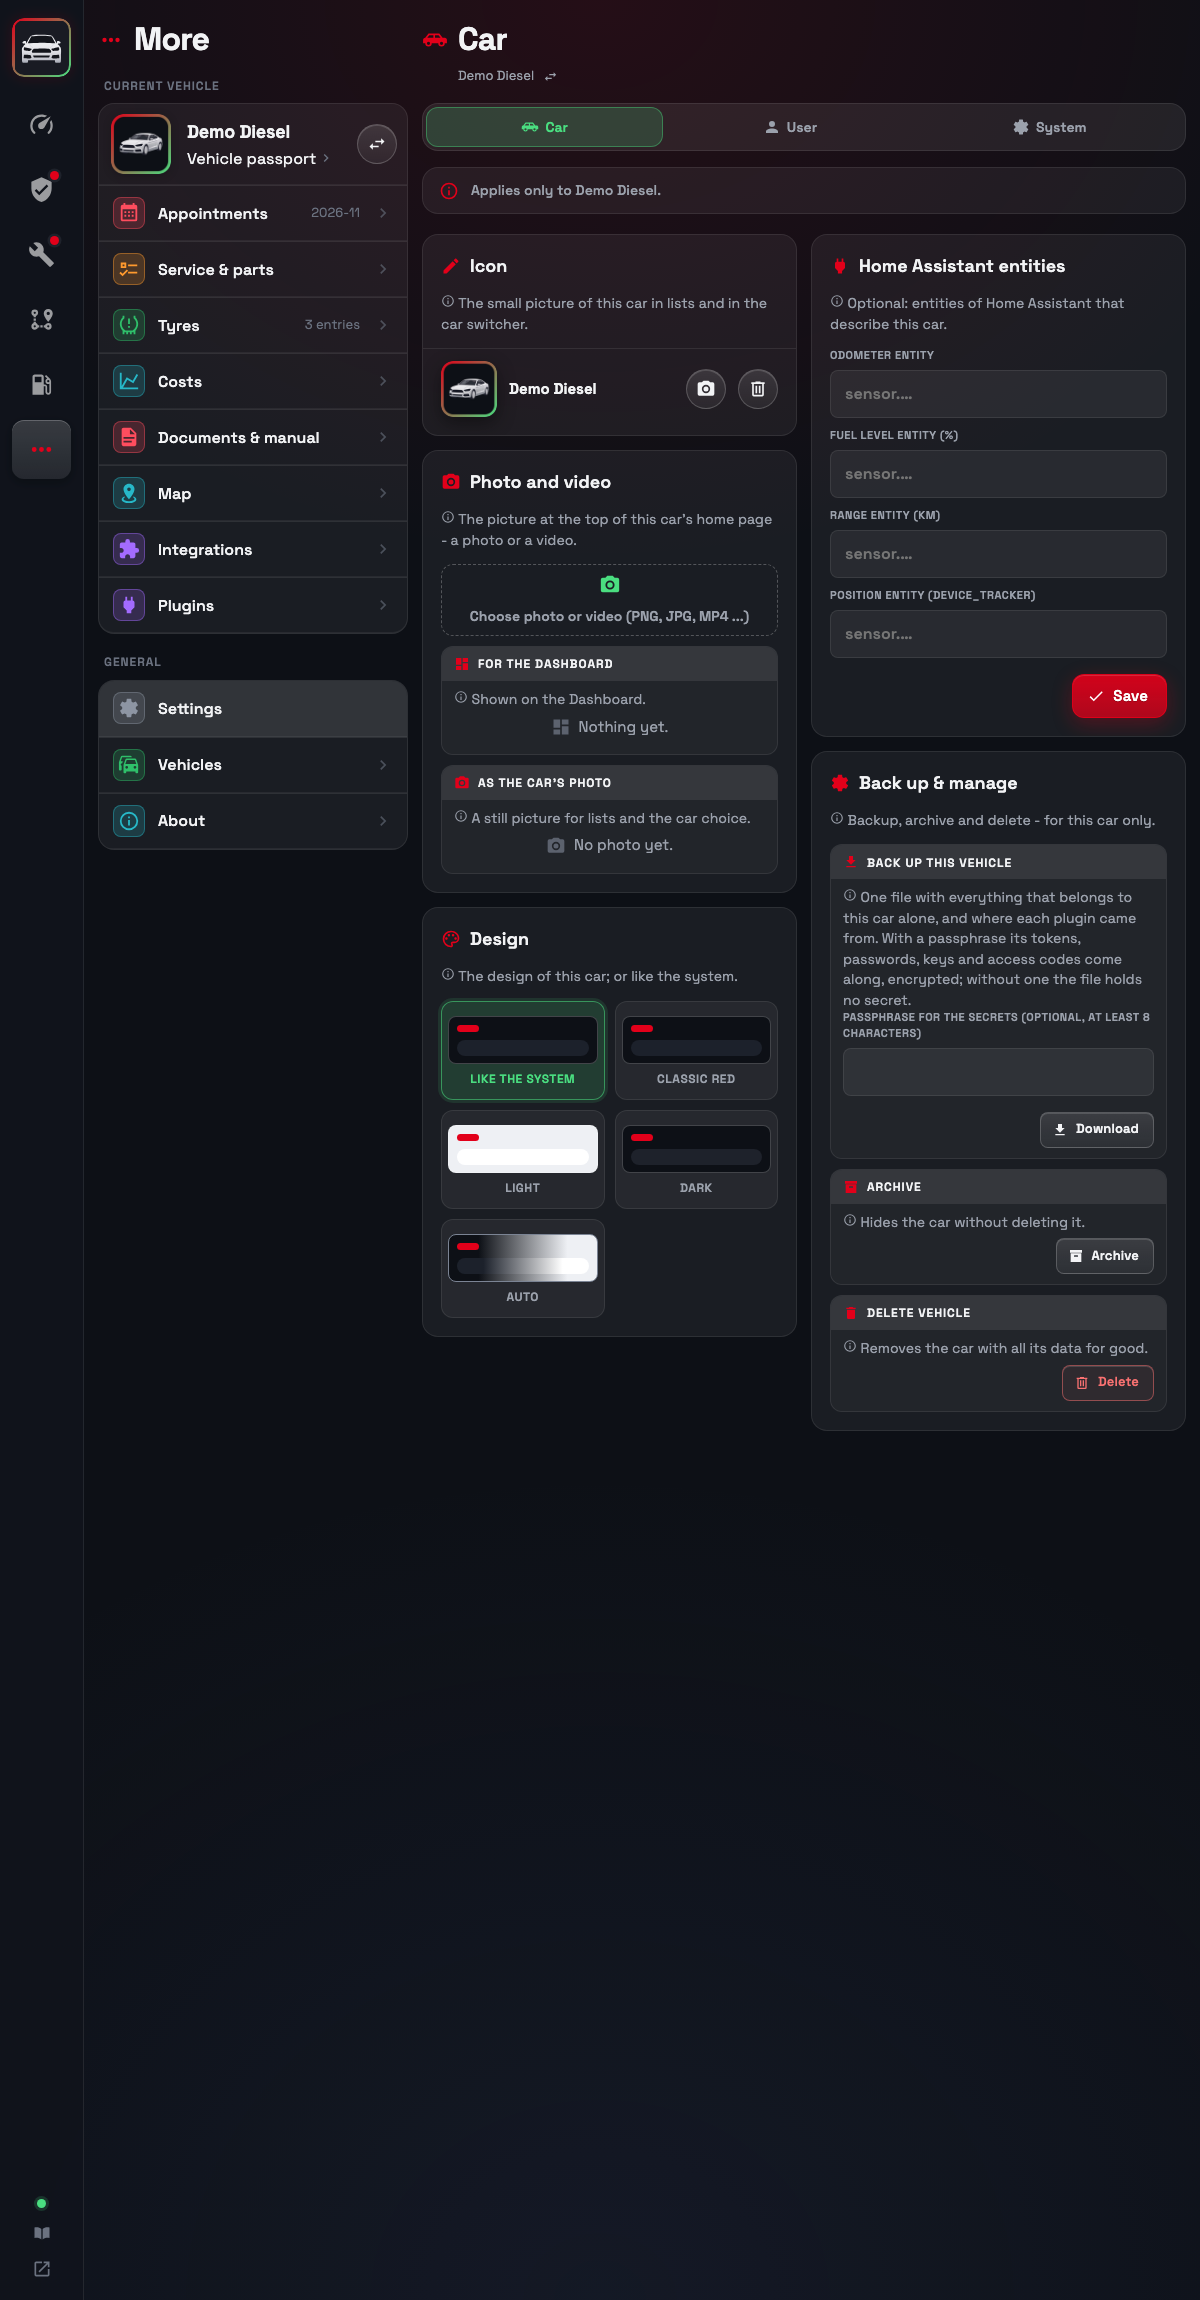 More
CURRENT VEHICLE
Demo Diesel
Vehicle passport
Appointments 2026-11
Service & parts
Tyres 3 entries
Costs
Documents & manual
Map
Integrations
Plugins
GENERAL
Settings
Vehicles
About
Car
Demo Diesel
Car User System
Applies only to Demo Diesel.
Icon
The small picture of this car in lists and in the
car switcher.
Demo Diesel
Photo and video
The picture at the top of this car's home page
- a photo or a video.
Choose photo or video (PNG, JPG, MP4 ...)
FOR THE DASHBOARD
Shown on the Dashboard.
Nothing yet.
AS THE CAR'S PHOTO
A still picture for lists and the car choice.
No photo yet.
Design
The design of this car; or like the system.
LIKE THE SYSTEM
CLASSIC RED
LIGHT
DARK
AUTO
Home Assistant entities
Optional: entities of Home Assistant that
describe this car.
ODOMETER ENTITY
sensor....
FUEL LEVEL ENTITY (%)
sensor....
RANGE ENTITY (KM)
sensor....
POSITION ENTITY (DEVICE_TRACKER)
sensor....
Save
Back up & manage
Backup, archive and delete - for this car only.
BACK UP THIS VEHICLE
One file with everything that belongs to
this car alone, and where each plugin came
from. With a passphrase its tokens,
passwords, keys and access codes come
along, encrypted; without one the file holds
no secret.
PASSPHRASE FOR THE SECRETS (OPTIONAL, AT LEAST 8
CHARACTERS)
Download
ARCHIVE
Hides the car without deleting it.
Archive
DELETE VEHICLE
Removes the car with all its data for good.
Delete